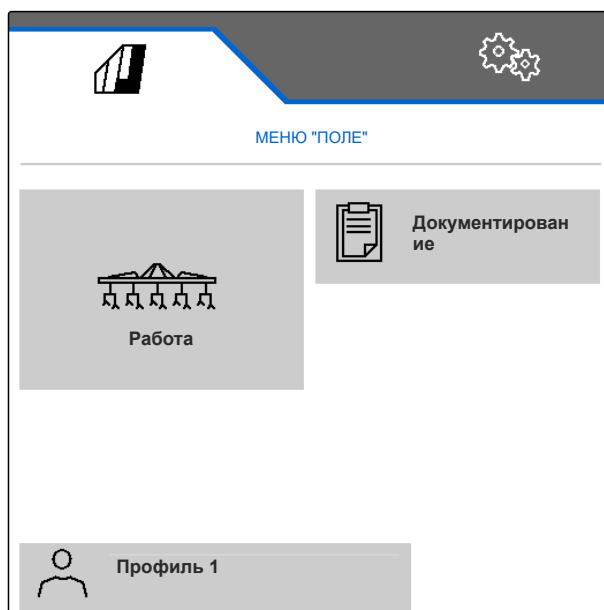 МЕНЮ "ПОЛЕ"
Документирован
ие
Работа
Профиль 1